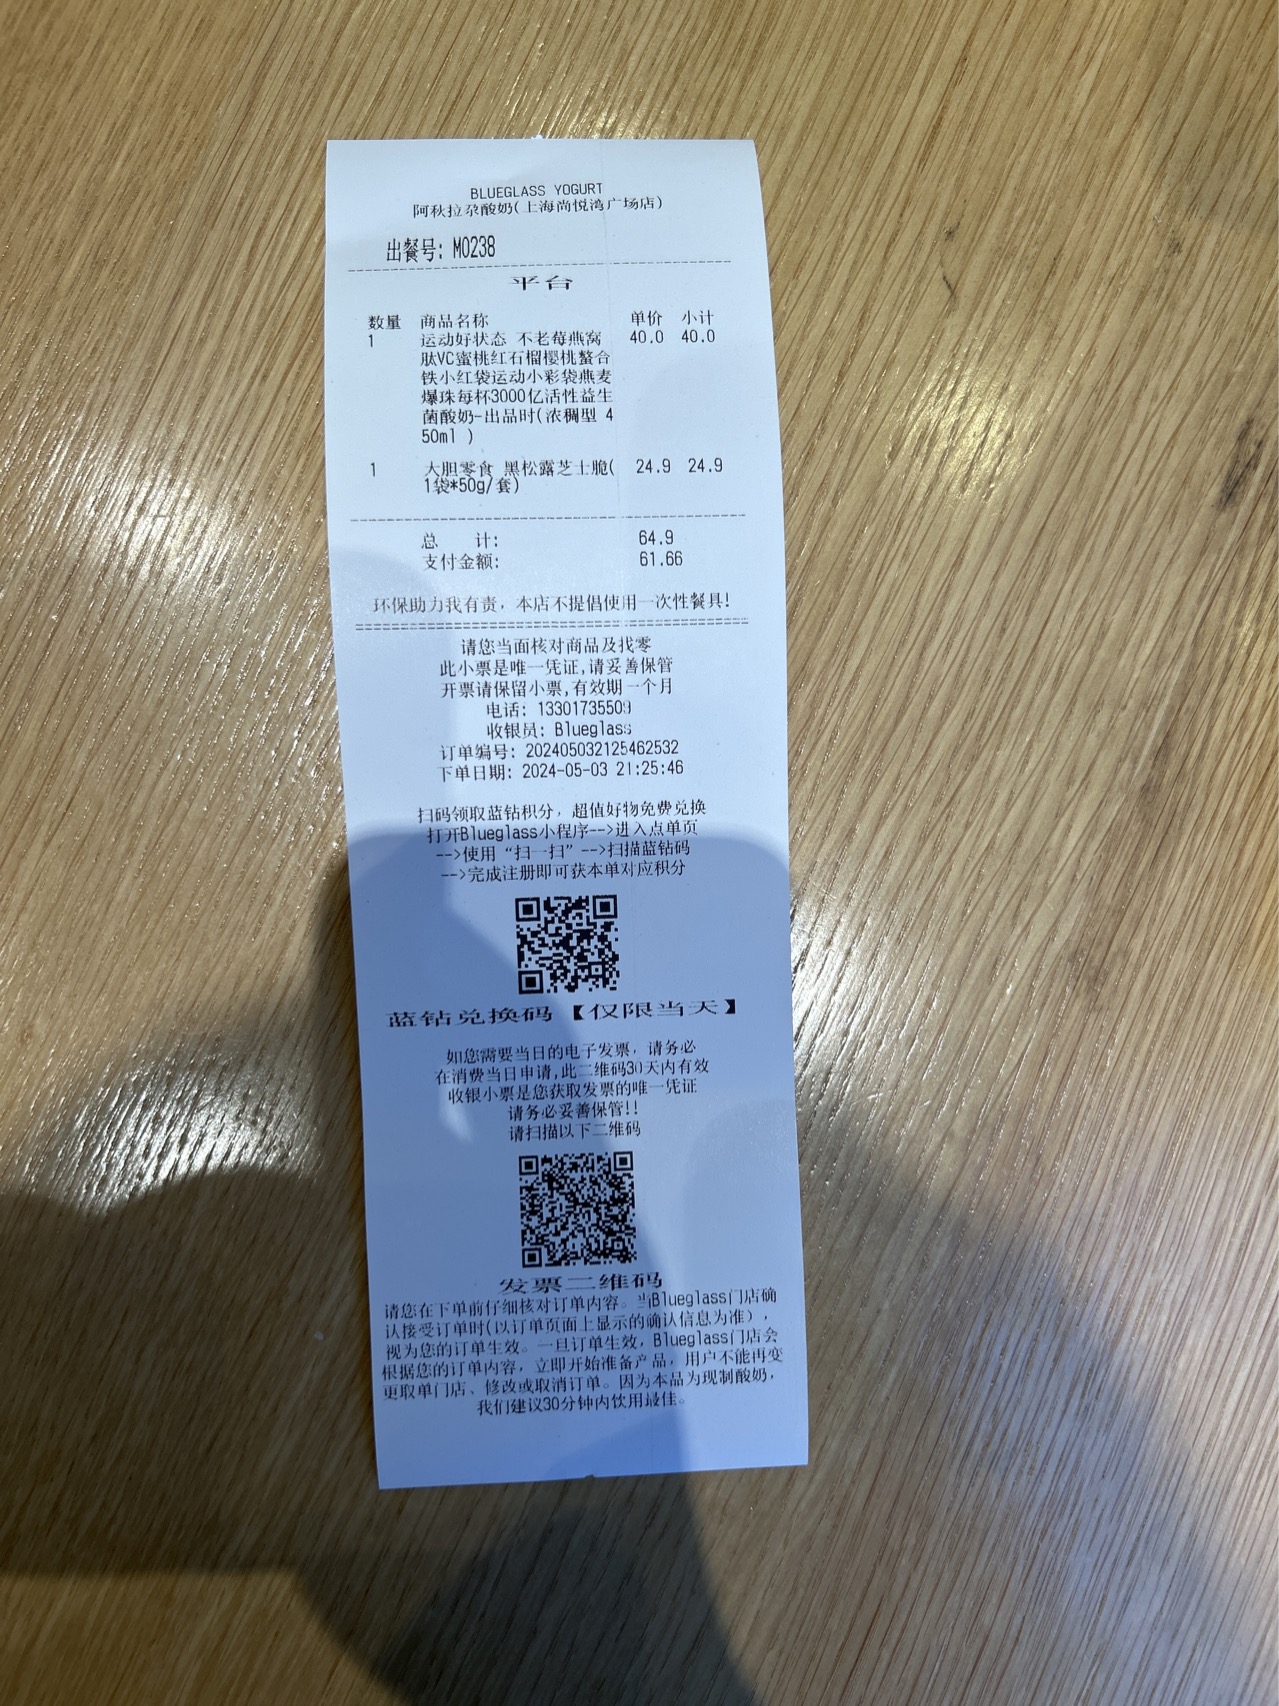 BLUEGLASS YOGURT
阿秋拉尕酸奶(上海尚悦湾广场店)
出餐号: M0238
平台
数量 商品名称 单价 小计
1 运动好状态 不老莓燕窝 40.0 40.0
肽VC蜜桃红石榴樱桃螯合
铁小红袋运动小彩袋燕麦
爆珠每杯3000亿活性益生
菌酸奶-出品时(浓稠型 4
50ml )
1 大胆零食 黑松露芝士脆( 24.9 24.9
1袋*50g/套)
总 计: 64.9
支付金额: 61.66
环保助力我有责, 本店不提倡使用一次性餐具!
请您当面核对商品及找零
此小票是唯一凭证,请妥善保管
开票请保留小票,有效期一个月
电话: 13301735509
收银员: Blueglass
订单编号: 202405032125462532
下单日期: 2024-05-03 21:25:46
扫码领取蓝钻积分, 超值好物免费兑换
打开Blueglass小程序-->进入点单页
-->使用“扫一扫”-->扫描蓝钻码
-->完成注册即可获本单对应积分
蓝钻兑换码【仅限当天】
如您需要当日的电子发票, 请务必
在消费当日申请,此二维码30天内有效
收银小票是您获取发票的唯一凭证
请务必妥善保管!!
请扫描以下二维码
发票二维码
请您在下单前仔细核对订单内容。当Blueglass门店确
认接受订单时(以订单页面上显示的确认信息为准),
视为您的订单生效。一旦订单生效, Blueglass门店会
根据您的订单内容, 立即开始准备产品, 用户不能再变
更取单门店、修改或取消订单。因为本品为现制酸奶,
我们建议30分钟内饮用最佳。